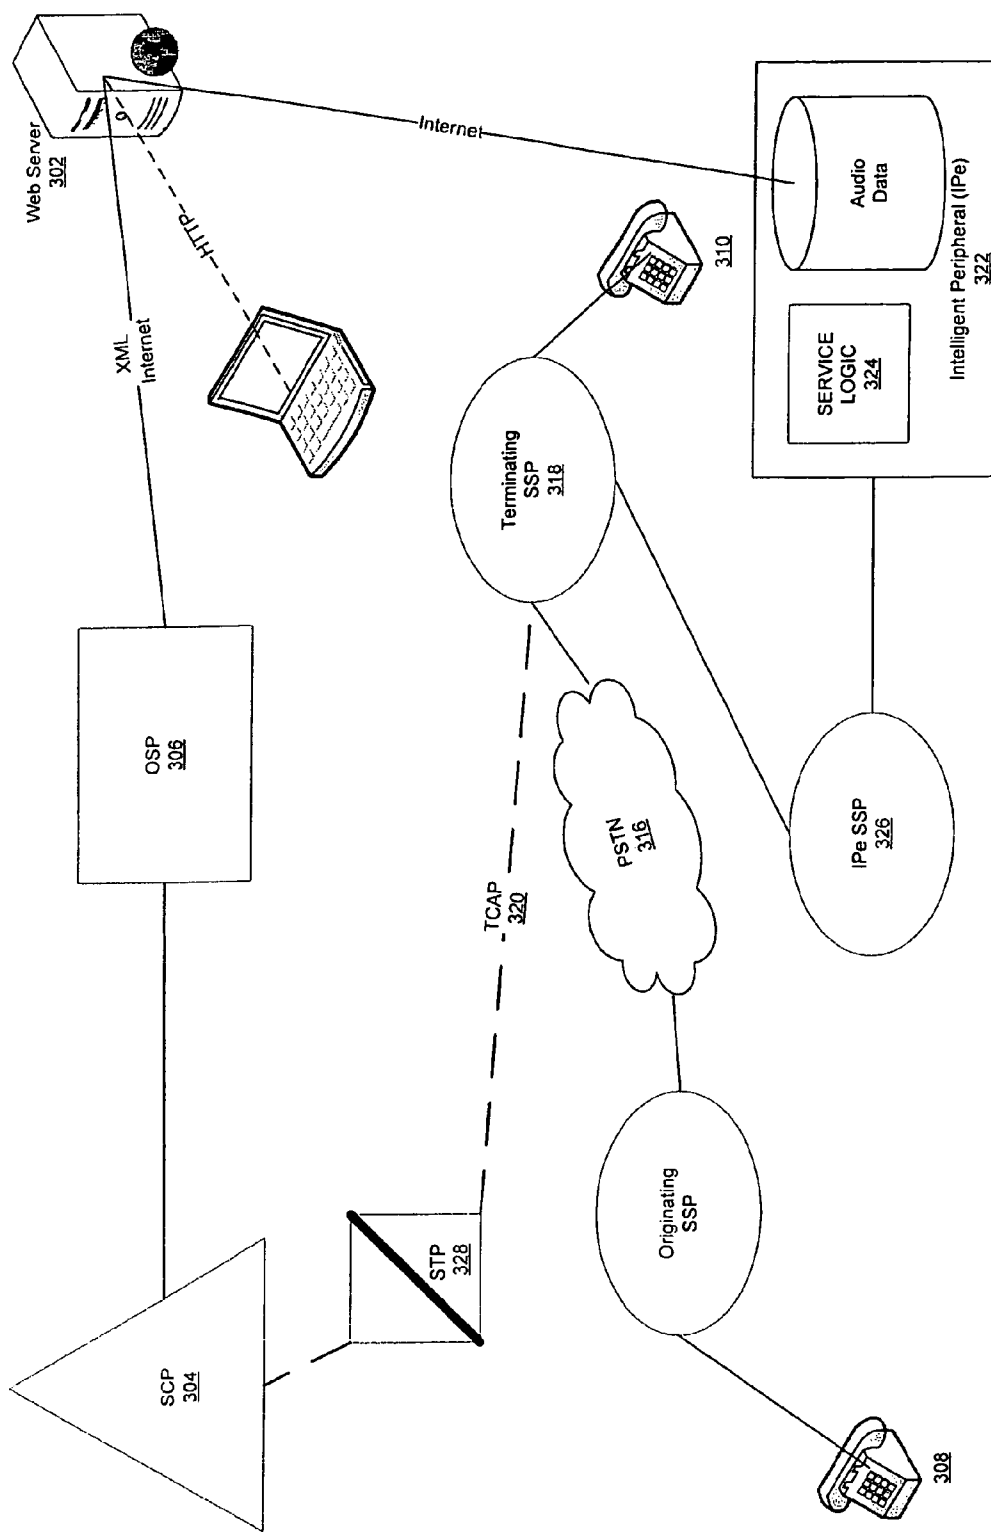 SCP
304
OSP
306
XML
Internet
Web Server
302
HTTP
Internet
STP
328
TCAP
320
Terminating
SSP
318
310
PSTN
316
Originating
SSP
308
IPe SSP
326
SERVICE
LOGIC
324
Audio
Data
Intelligent Peripheral (IPe)
322